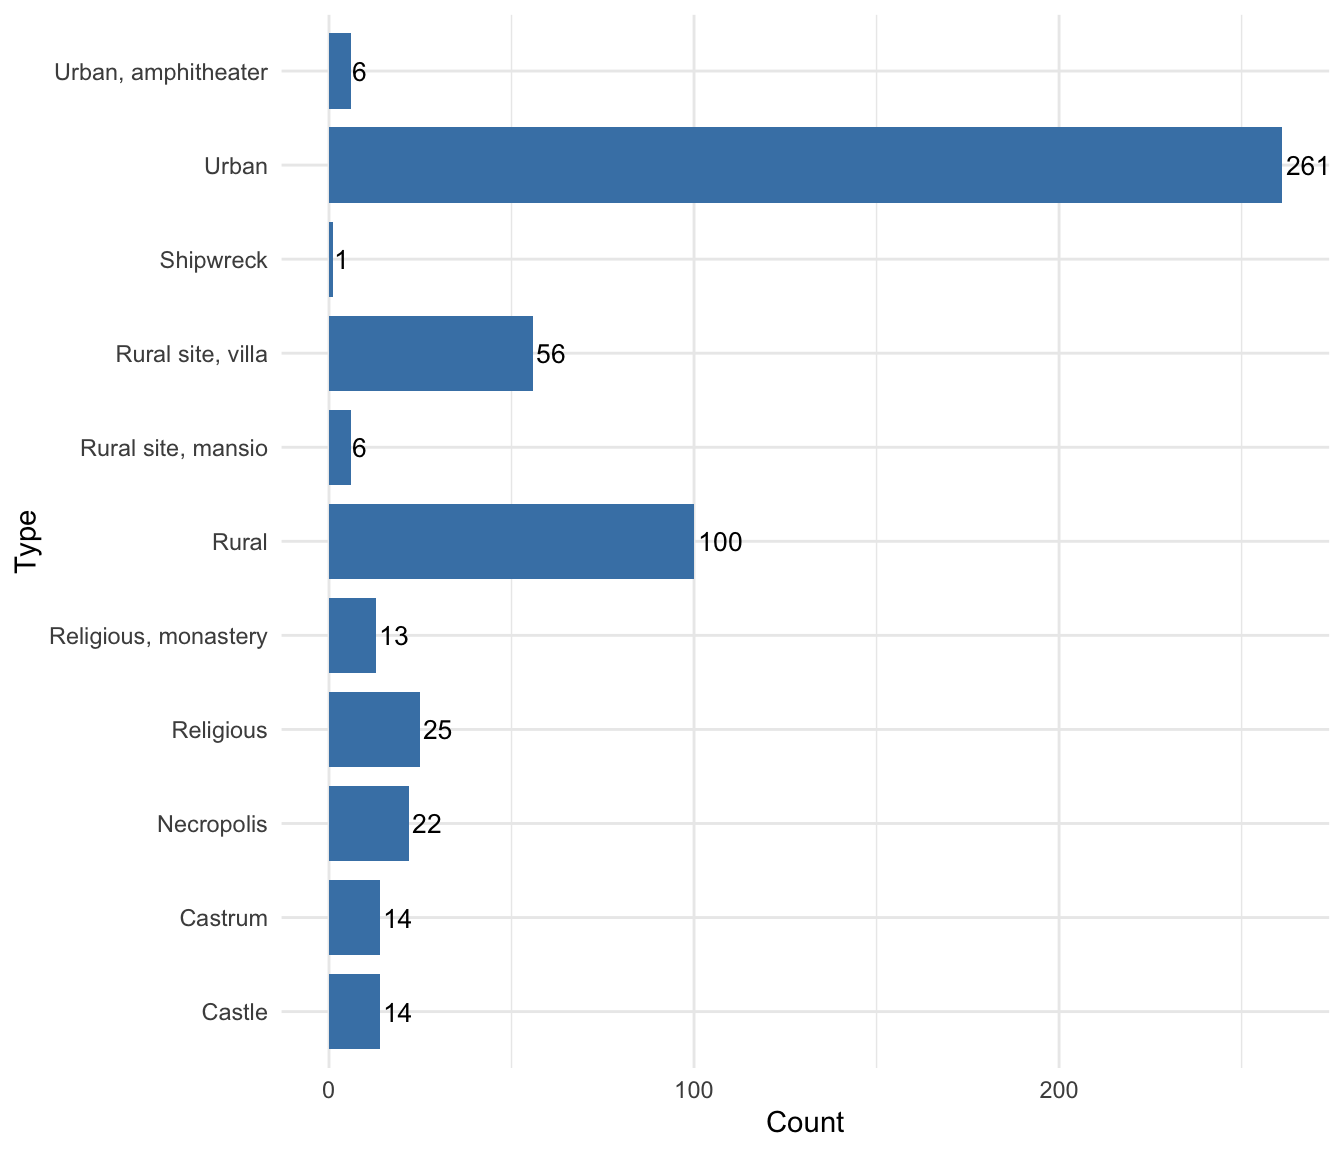 Urban, amphitheater 6
Urban 261
Shipwreck 1
Rural site, villa 56
Rural site, mansio 6
Rural 100
Religious, monastery 13
Religious 25
Necropolis 22
Castrum 14
Castle 14
Type
0 100 200
Count